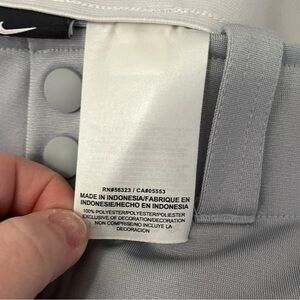 RN#56323 / CA#05553
MADE IN INDONESIA/FABRIQUE EN
INDONESIE/HECHO EN INDONESIA
100% POLYESTER/POLIESTER
EXCLUSIVE OF DECORATION/DECORATION
NON COMPRISE/NO INCLUYE LA
DECORACION